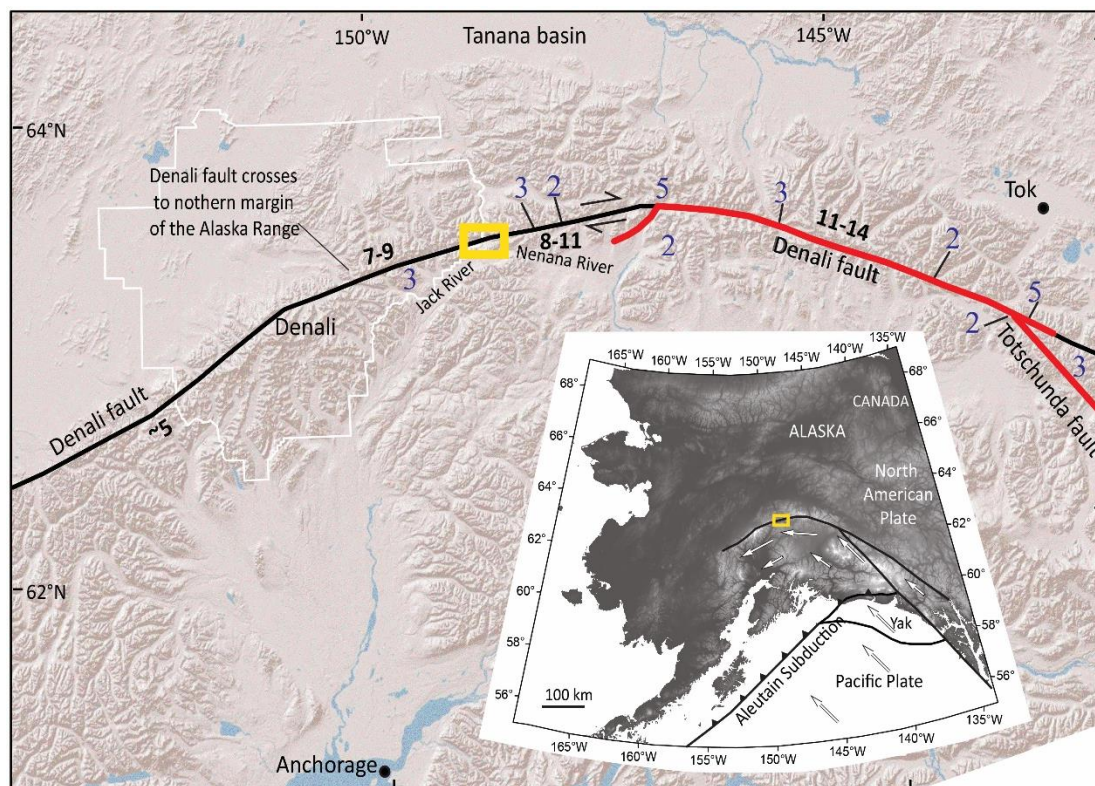 150°W
Tanana basin
145°W
64°N
Denali fault crosses
to nothern margin
of the Alaska Range
Tok
3
2
5
3
11-14
Denali fault
2
8-11
Nenana River
2
7-9
3
Jack River
5
2
3
Totschunda fault
Denali
Denali fault
~5
62°N
Anchorage
165°W
160°W
155°W
150°W
145°W
140°W
135°W
68°
66°
64°
62°
60°
58°
56°
68°
66°
64°
62°
60°
58°
56°
CANADA
ALASKA
North
American
Plate
Yak
Aleutain Subduction
Pacific Plate
100 km
165°W
160°W
155°W
150°W
145°W
140°W
135°W